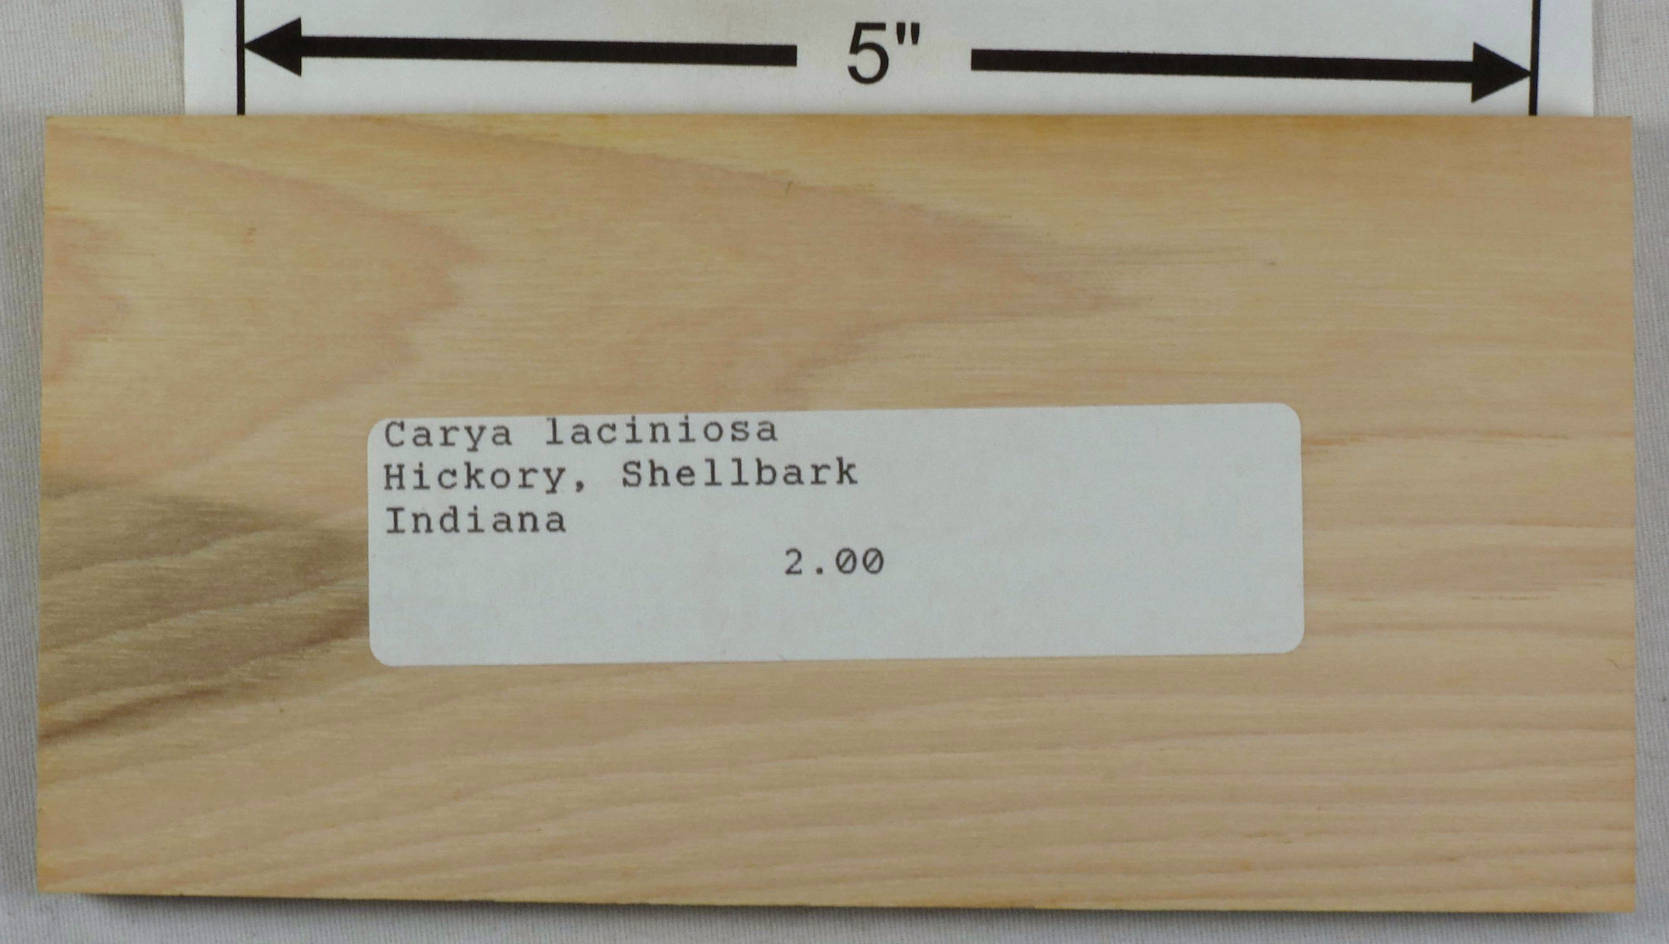 5"
Carya laciniosa
Hickory, Shellbark
Indiana
2.00